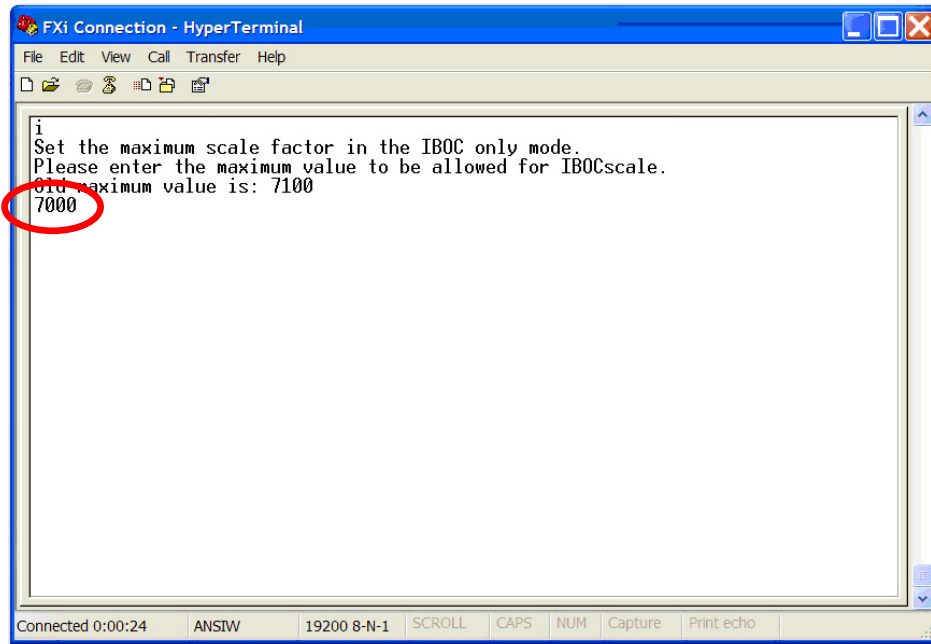 FXi Connection - HyperTerminal
File Edit View Call Transfer Help
i
Set the maximum scale factor in the IBOC only mode.
Please enter the maximum value to be allowed for IBOCscale.
Old maximum value is: 7100
7000
Connected 0:00:24 ANSIW 19200 8-N-1 SCROLL CAPS NUM Capture Print echo